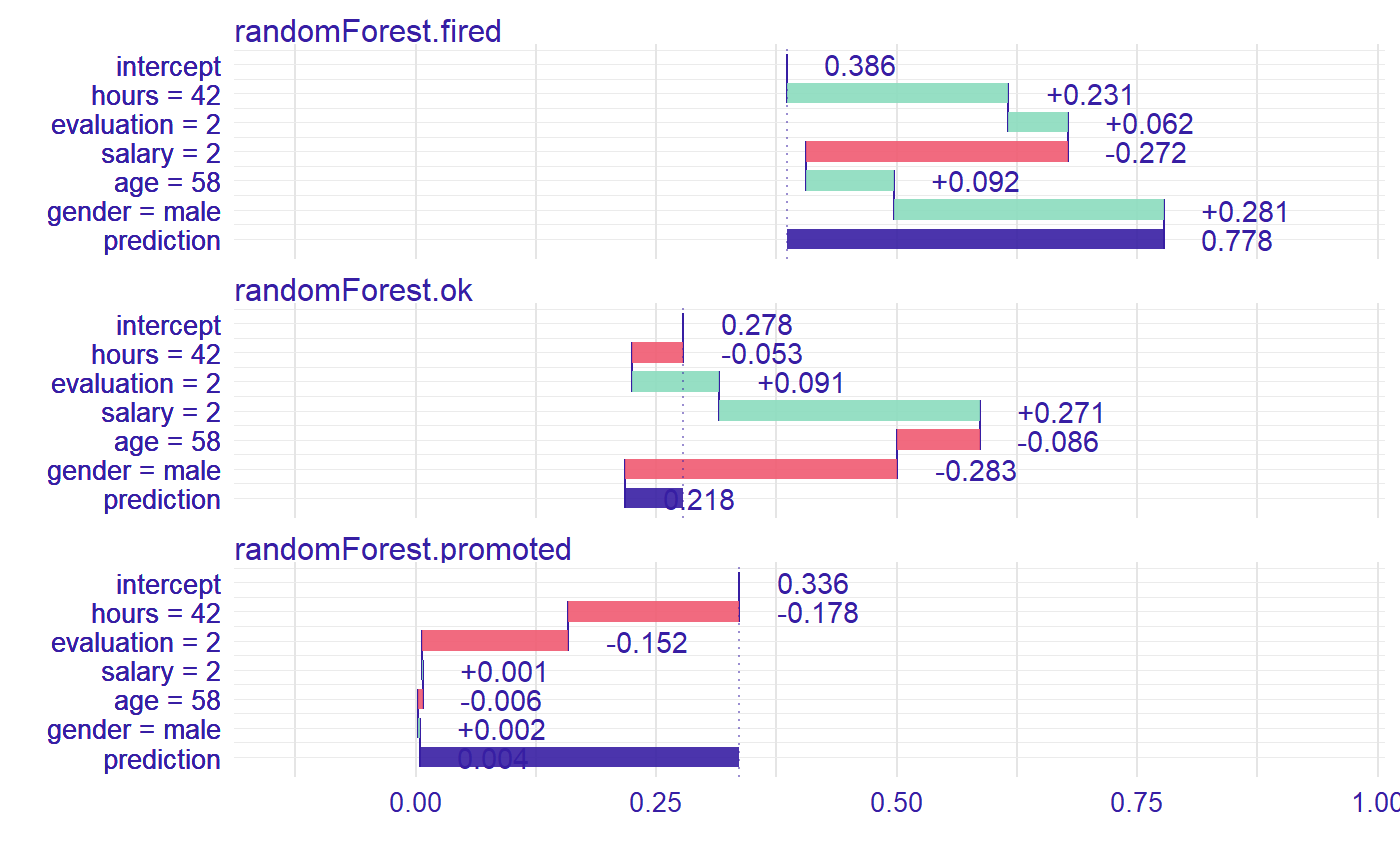 randomForest.fired
intercept 0.386
hours = 42 +0.231
evaluation = 2 +0.062
salary = 2 -0.272
age = 58 +0.092
gender = male +0.281
prediction 0.778
randomForest.ok
intercept 0.278
hours = 42 -0.053
evaluation = 2 +0.091
salary = 2 +0.271
age = 58 -0.086
gender = male -0.283
prediction 0.218
randomForest.promoted
intercept 0.336
hours = 42 -0.178
evaluation = 2 -0.152
salary = 2 +0.001
age = 58 -0.006
gender = male +0.002
prediction 0.004
0.00 0.25 0.50 0.75 1.00